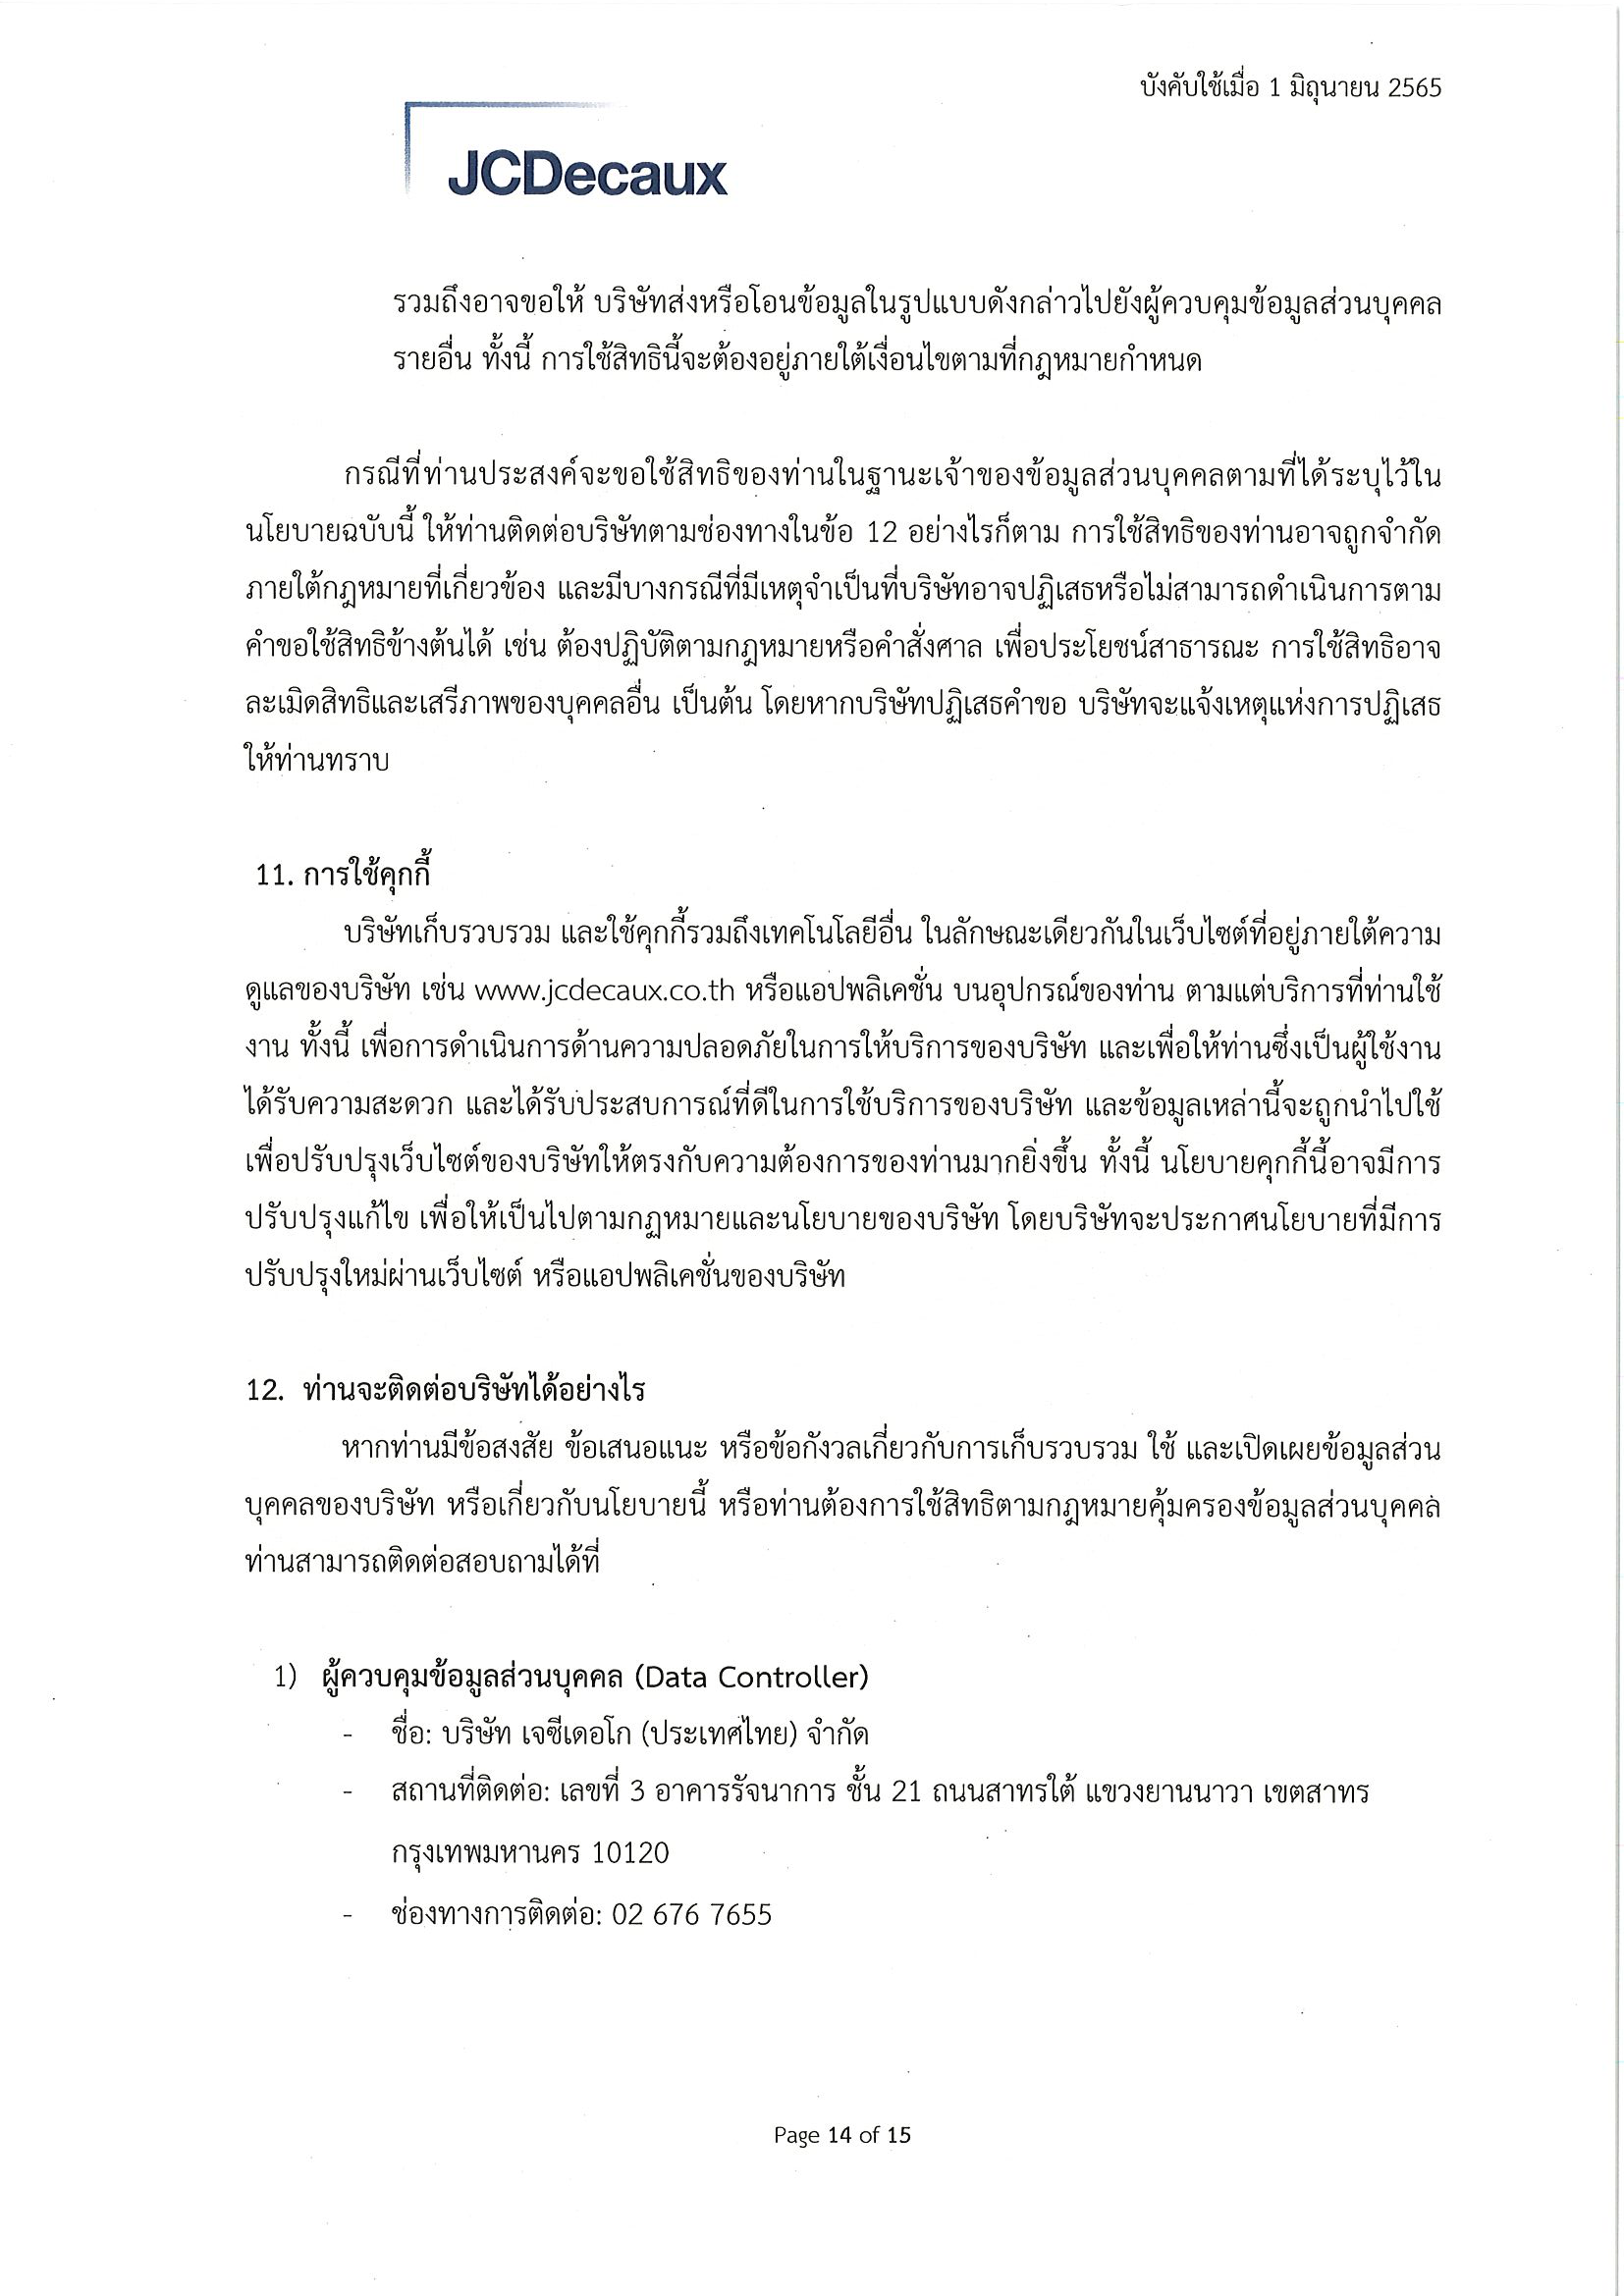 บังคับใช้เมื่อ 1 มิถุนายน 2565
JCDecaux
รวมถึงอาจขอให้ บริษัทส่งหรือโอนข้อมูลในรูปแบบดังกล่าวไปยังผู้ควบคุมข้อมูลส่วนบุคคล
รายอื่น ทั้งนี้ การใช้สิทธินี้จะต้องอยู่ภายใต้เงื่อนไขตามที่กฎหมายกำหนด
กรณีที่ท่านประสงค์จะขอใช้สิทธิของท่านในฐานะเจ้าของข้อมูลส่วนบุคคลตามที่ได้ระบุไว้ใน
นโยบายฉบับนี้ ให้ท่านติดต่อบริษัทตามช่องทางในข้อ 12 อย่างไรก็ตาม การใช้สิทธิของท่านอาจถูกจำกัด
ภายใต้กฎหมายที่เกี่ยวข้อง และมีบางกรณีที่มีเหตุจำเป็นที่บริษัทอาจปฏิเสธหรือไม่สามารถดำเนินการตาม
คำขอใช้สิทธิข้างต้นได้ เช่น ต้องปฏิบัติตามกฎหมายหรือคำสั่งศาล เพื่อประโยชน์สาธารณะ การใช้สิทธิอาจ
ละเมิดสิทธิและเสรีภาพของบุคคลอื่น เป็นต้น โดยหากบริษัทปฏิเสธคำขอ บริษัทจะแจ้งเหตุแห่งการปฏิเสธ
ให้ท่านทราบ
11. การใช้คุกกี้
บริษัทเก็บรวบรวม และใช้คุกกี้รวมถึงเทคโนโลยีอื่น ในลักษณะเดียวกันในเว็บไซต์ที่อยู่ภายใต้ความ
ดูแลของบริษัท เช่น www.jcdecaux.co.th หรือแอปพลิเคชั่น บนอุปกรณ์ของท่าน ตามแต่บริการที่ท่านใช้
งาน ทั้งนี้ เพื่อการดำเนินการด้านความปลอดภัยในการให้บริการของบริษัท และเพื่อให้ท่านซึ่งเป็นผู้ใช้งาน
ได้รับความสะดวก และได้รับประสบการณ์ที่ดีในการใช้บริการของบริษัท และข้อมูลเหล่านี้จะถูกนำไปใช้
เพื่อปรับปรุงเว็บไซต์ของบริษัทให้ตรงกับความต้องการของท่านมากยิ่งขึ้น ทั้งนี้ นโยบายคุกกี้นี้อาจมีการ
ปรับปรุงแก้ไข เพื่อให้เป็นไปตามกฏหมายและนโยบายของบริษัท โดยบริษัทจะประกาศนโยบายที่มีการ
ปรับปรุงใหม่ผ่านเว็บไซต์ หรือแอปพลิเคชั่นของบริษัท
12. ท่านจะติดต่อบริษัทได้อย่างไร
หากท่านมีข้อสงสัย ข้อเสนอแนะ หรือข้อกังวลเกี่ยวกับการเก็บรวบรวม ใช้ และเปิดเผยข้อมูลส่วน
บุคคลของบริษัท หรือเกี่ยวกับนโยบายนี้ หรือท่านต้องการใช้สิทธิตามกฎหมายคุ้มครองข้อมูลส่วนบุคคล
ท่านสามารถติดต่อสอบถามได้ที่
1) ผู้ควบคุมข้อมูลส่วนบุคคล (Data Controller)
- ชื่อ: บริษัท เจซีเดอโก (ประเทศไทย) จำกัด
- สถานที่ติดต่อ: เลขที่ 3 อาคารรัจนาการ ชั้น 21 ถนนสาทรใต้ แขวงยานนาวา เขตสาทร
กรุงเทพมหานคร 10120
- ช่องทางการติดต่อ: 02 676 7655
Page 14 of 15